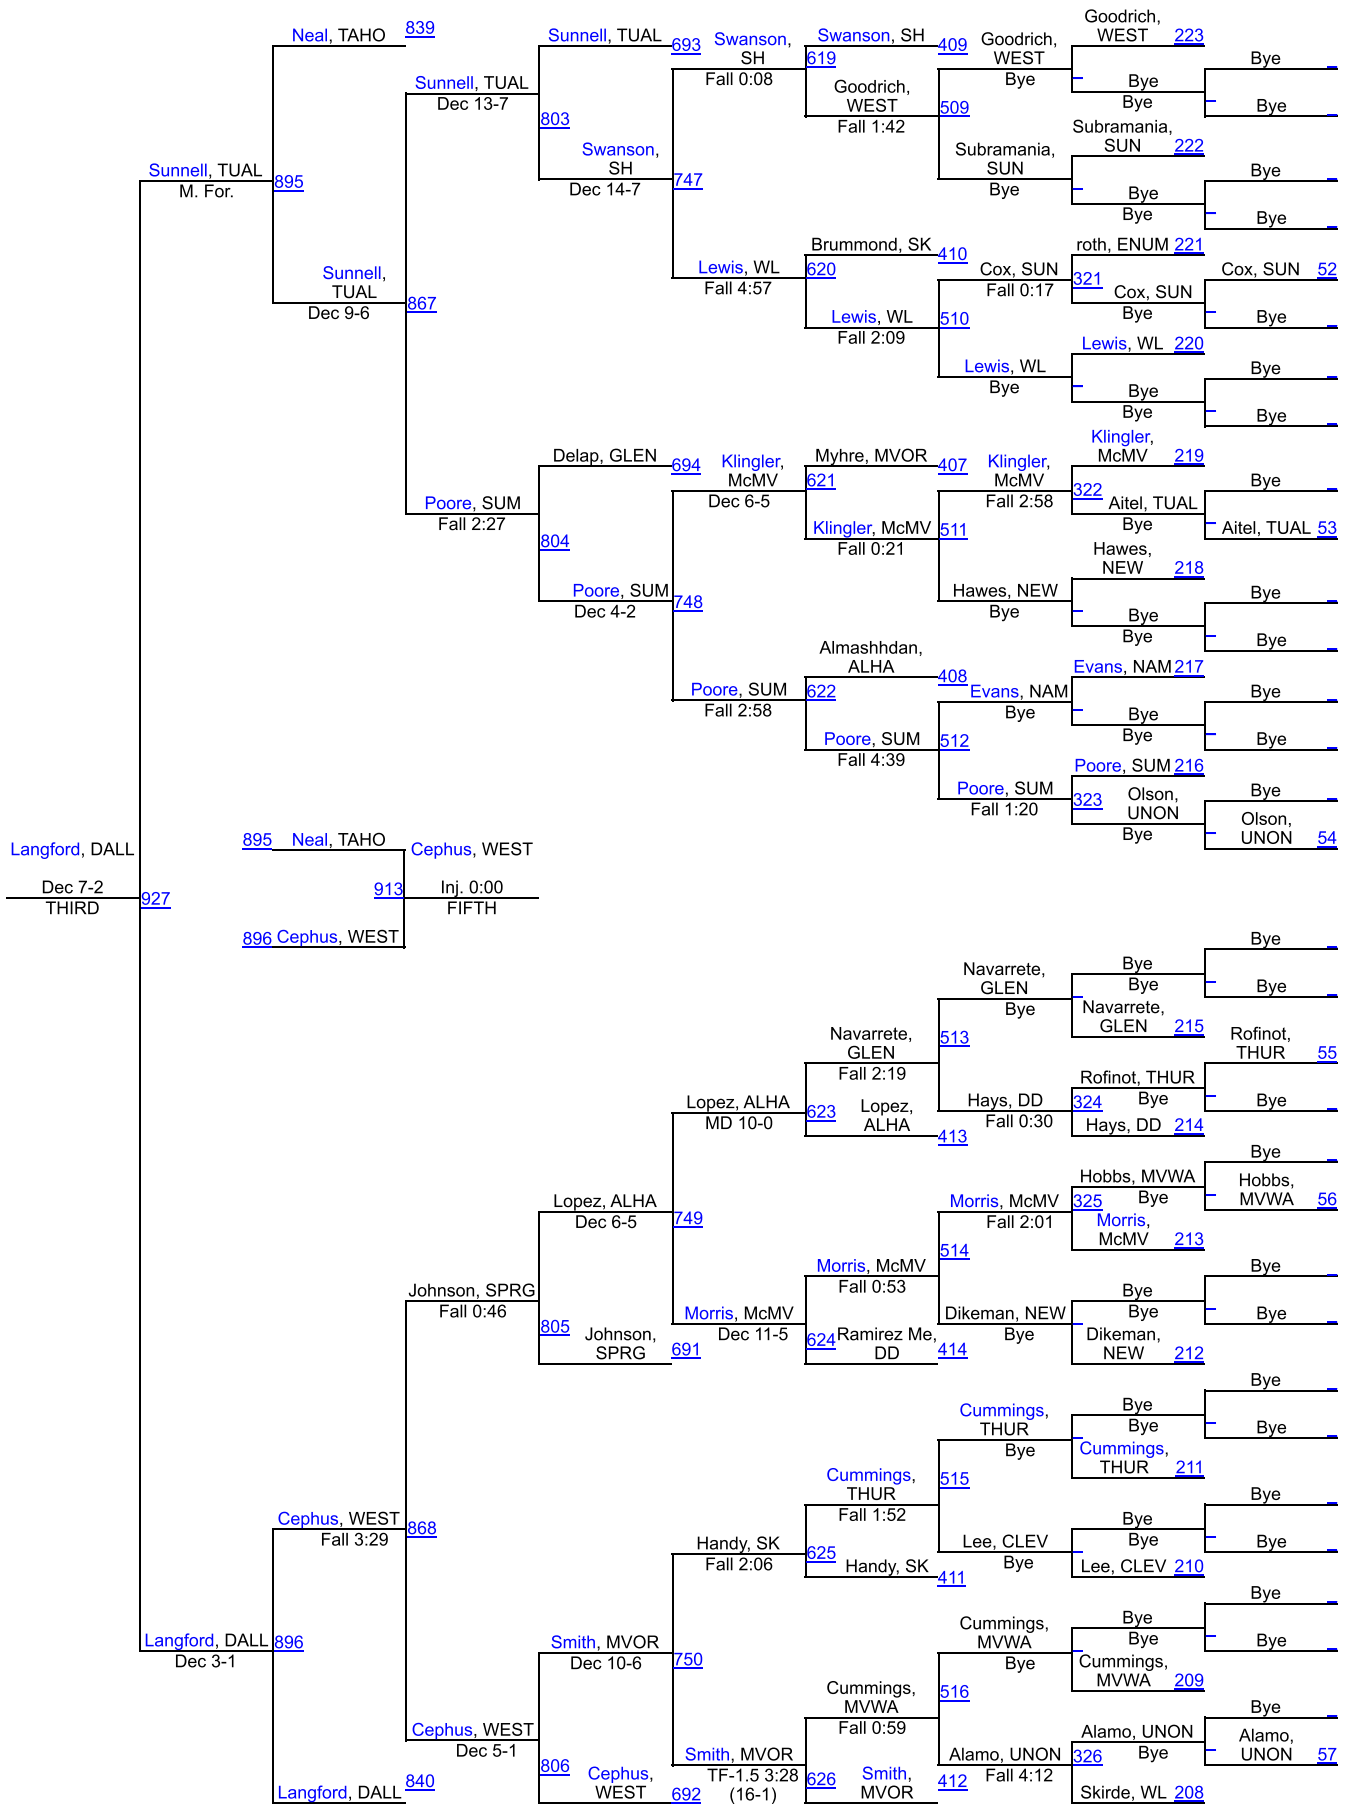 Goodrich,
WEST 223
Neal, TAHO 839
Sunnell, TUAL 693
Swanson,
SH
Fall 0:08
Swanson, SH 409
619
Goodrich,
WEST
Bye
Bye
Bye
Bye
Bye
Sunnell, TUAL
Dec 13-7
Goodrich,
WEST
Fall 1:42
509
803
Subramania,
SUN 222
Swanson,
SH
Dec 14-7
Subramania,
SUN
Bye
Sunnell, TUAL
M. For.
895
747
Bye
Bye
Bye
Bye
Brummond, SK 410
roth, ENUM 221
Lewis, WL
Fall 4:57
620
Cox, SUN
Fall 0:17
321
Cox, SUN 52
Sunnell,
TUAL
Dec 9-6
867
Cox, SUN
Bye
Bye
Lewis, WL
Fall 2:09
510
Lewis, WL 220
Lewis, WL
Bye
Bye
Bye
Bye
Bye
Klingler,
McMV 219
Delap, GLEN 694
Klingler,
McMV
Dec 6-5
Myhre, MVOR 407
621
Klingler,
McMV
Fall 2:58
322
Bye
Poore, SUM
Fall 2:27
Aitel, TUAL
Bye
Klingler, McMV
Fall 0:21
511
Aitel, TUAL 53
804
Hawes,
NEW 218
Poore, SUM
Dec 4-2
748
Hawes, NEW
Bye
Bye
Bye
Bye
Bye
Almashhdan,
ALHA 408
Evans, NAM 217
Poore, SUM
Fall 2:58
622
Evans, NAM
Bye
Bye
Bye
Bye
Bye
Poore, SUM
Fall 4:39
512
Poore, SUM 216
Poore, SUM
Fall 1:20
323
Olson,
UNON
Bye
Bye
Olson,
UNON 54
Langford, DALL
895 Neal, TAHO
Cephus, WEST
Dec 7-2
THIRD
927
913
Inj. 0:00
FIFTH
896 Cephus, WEST
Bye
Navarrete,
GLEN
Bye
Bye
Bye
Bye
Navarrete,
GLEN 215
Navarrete,
GLEN
Fall 2:19
513
Rofinot,
THUR 55
Rofinot, THUR
Bye
324
Lopez, ALHA
MD 10-0
623
Lopez,
ALHA 413
Hays, DD
Fall 0:30
Bye
Hays, DD 214
Bye
Lopez, ALHA
Dec 6-5
749
Morris, McMV
Fall 2:01
Hobbs, MVWA
Bye
325
Hobbs,
MVWA 56
Morris,
McMV 213
514
Morris, McMV
Fall 0:53
Bye
Johnson, SPRG
Fall 0:46
Morris, McMV
Dec 11-5
Dikeman, NEW
Bye
Bye
Bye
Bye
805 Johnson,
SPRG 691
624 Ramirez Me,
DD 414
Dikeman,
NEW 212
Bye
Cummings,
THUR
Bye
Bye
Bye
Bye
Cummings,
THUR 211
Cummings,
THUR
Fall 1:52
515
Bye
Cephus, WEST
Fall 3:29
868
Handy, SK
Fall 2:06
625
Handy, SK 411
Lee, CLEV
Bye
Bye
Bye
Bye
Lee, CLEV 210
Bye
Langford, DALL
Dec 3-1
896
Smith, MVOR
Dec 10-6
750
Cummings,
MVWA
Bye
Bye
Bye
Bye
Cummings,
MVWA 209
Cummings,
MVWA
Fall 0:59
516
Bye
Cephus, WEST
Dec 5-1
Alamo, UNON
Bye
Alamo,
UNON 57
Smith, MVOR
TF-1.5 3:28
(16-1)
Alamo, UNON
Fall 4:12
326
806 Cephus,
WEST 692
626 Smith,
MVOR 412
Langford, DALL 840
Skirde, WL 208